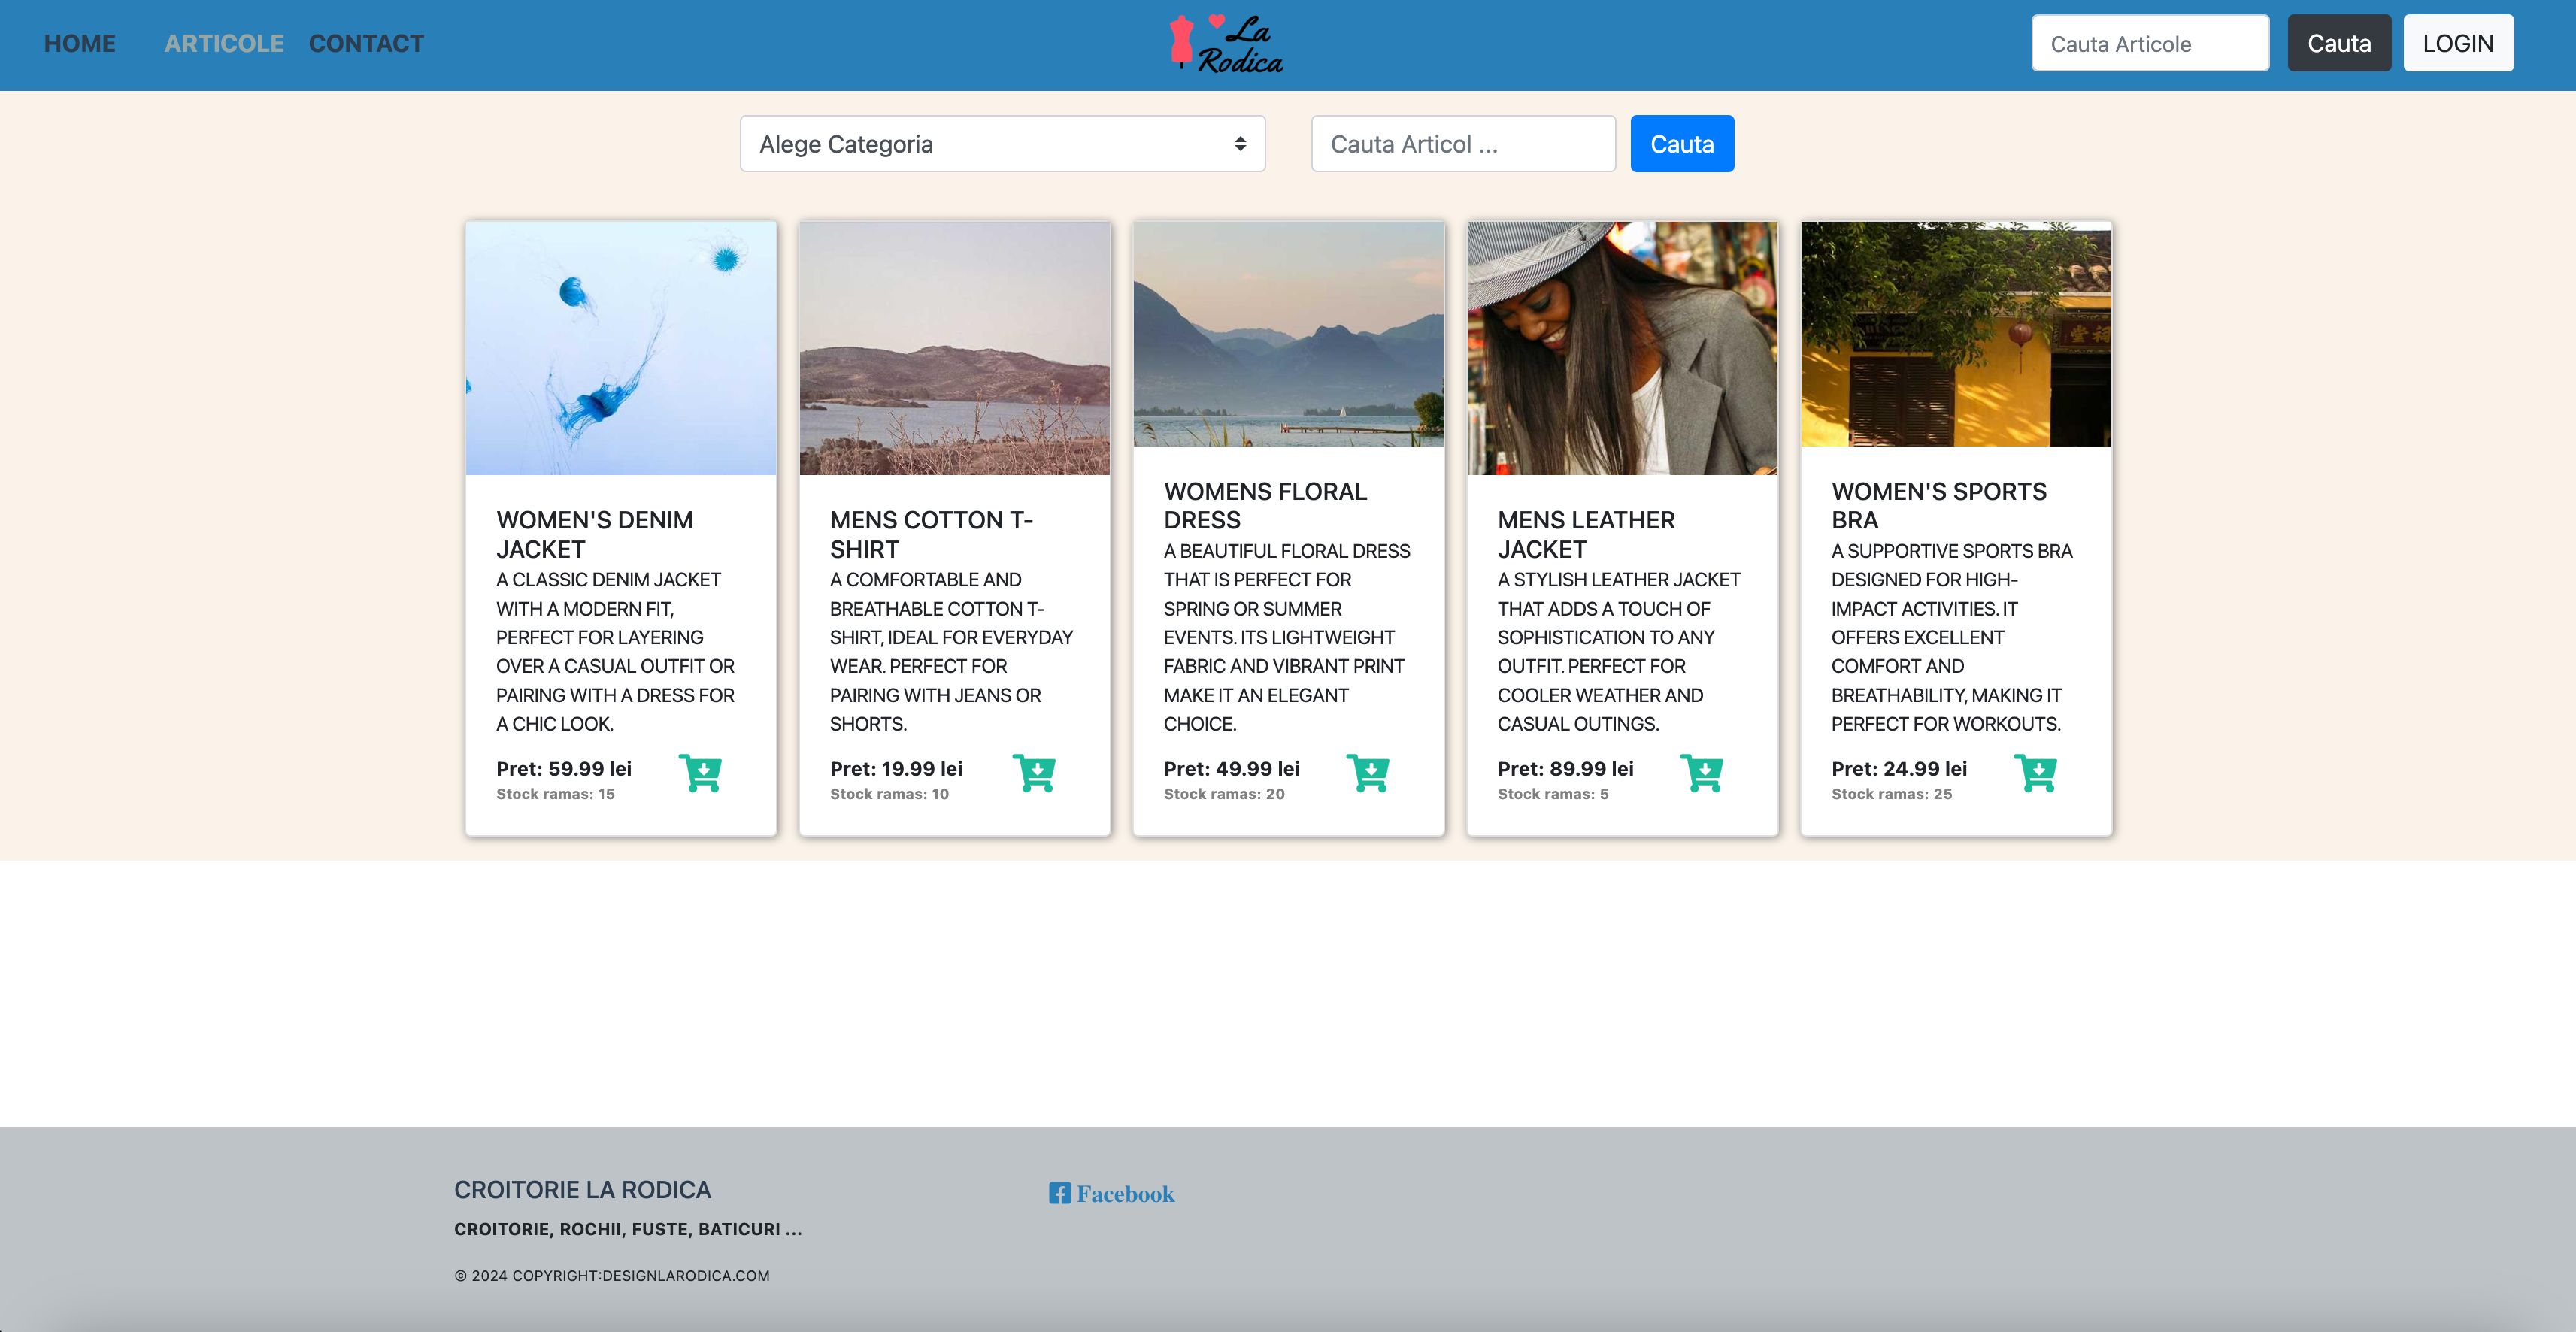 HOME ARTICOLE CONTACT
La
Rodica
Cauta Articole Cauta LOGIN
Alege Categoria Cauta Articol ... Cauta
WOMEN'S DENIM
JACKET
A CLASSIC DENIM JACKET
WITH A MODERN FIT,
PERFECT FOR LAYERING
OVER A CASUAL OUTFIT OR
PAIRING WITH A DRESS FOR
A CHIC LOOK.
Pret: 59.99 lei
Stock ramas: 15
MENS COTTON T-
SHIRT
A COMFORTABLE AND
BREATHABLE COTTON T-
SHIRT, IDEAL FOR EVERYDAY
WEAR. PERFECT FOR
PAIRING WITH JEANS OR
SHORTS.
Pret: 19.99 lei
Stock ramas: 10
WOMENS FLORAL
DRESS
A BEAUTIFUL FLORAL DRESS
THAT IS PERFECT FOR
SPRING OR SUMMER
EVENTS. ITS LIGHTWEIGHT
FABRIC AND VIBRANT PRINT
MAKE IT AN ELEGANT
CHOICE.
Pret: 49.99 lei
Stock ramas: 20
MENS LEATHER
JACKET
A STYLISH LEATHER JACKET
THAT ADDS A TOUCH OF
SOPHISTICATION TO ANY
OUTFIT. PERFECT FOR
COOLER WEATHER AND
CASUAL OUTINGS.
Pret: 89.99 lei
Stock ramas: 5
WOMEN'S SPORTS
BRA
A SUPPORTIVE SPORTS BRA
DESIGNED FOR HIGH-
IMPACT ACTIVITIES. IT
OFFERS EXCELLENT
COMFORT AND
BREATHABILITY, MAKING IT
PERFECT FOR WORKOUTS.
Pret: 24.99 lei
Stock ramas: 25
CROITORIE LA RODICA
CROITORIE, ROCHII, FUSTE, BATICURI ...
© 2024 COPYRIGHT:DESIGNLARODICA.COM
Facebook